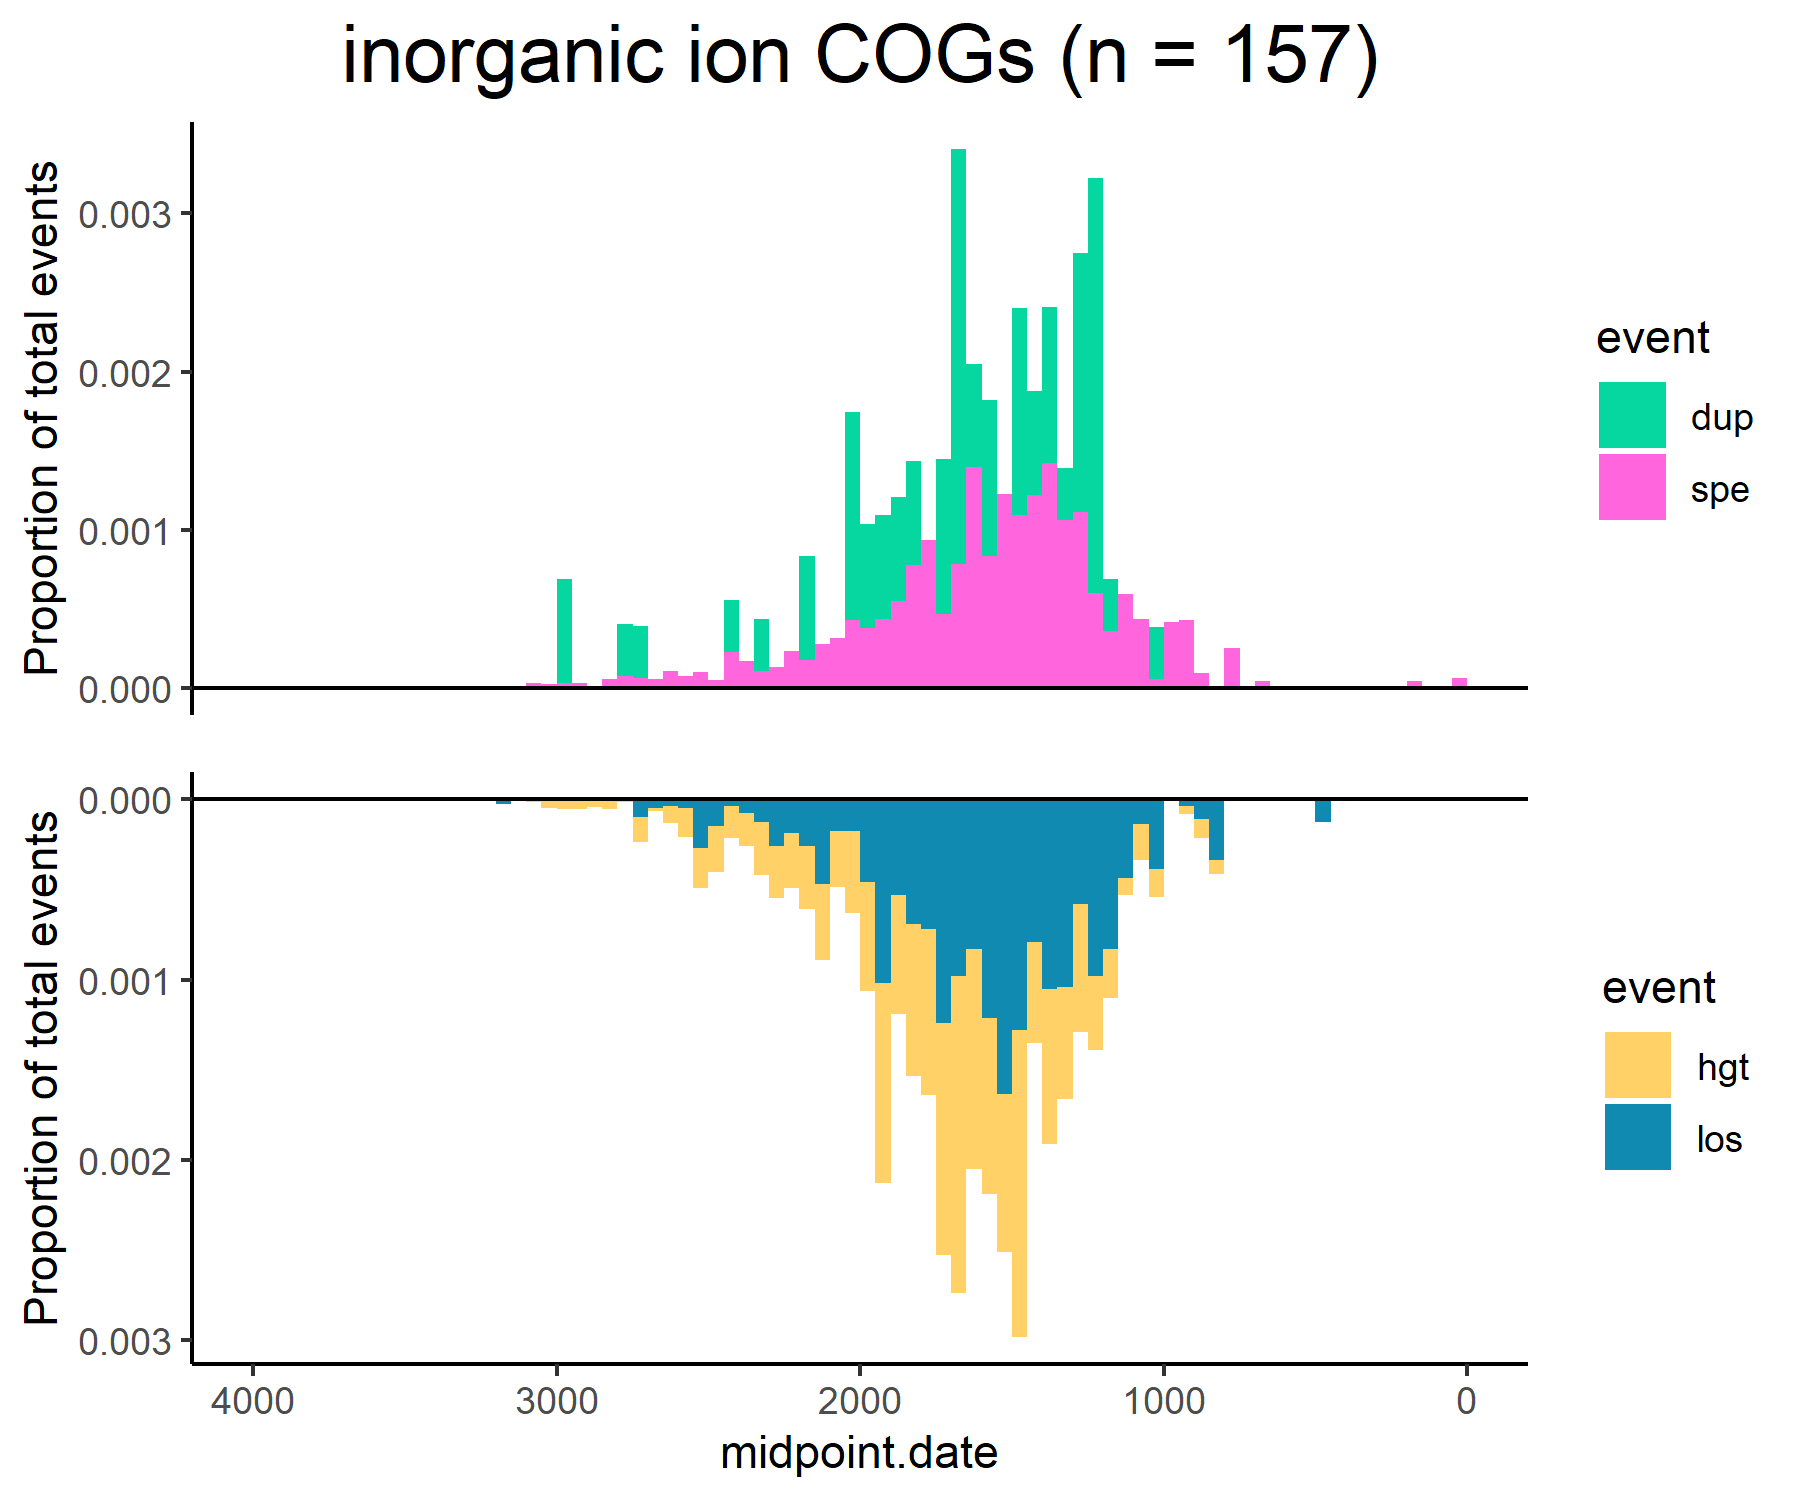 inorganic ion COGs (n = 157)
Proportion of total events
0.003
0.002
0.001
0.000
event
dup
spe
Proportion of total events
0.000
0.001
0.002
0.003
event
hgt
los
4000 3000 2000 1000 0
midpoint.date